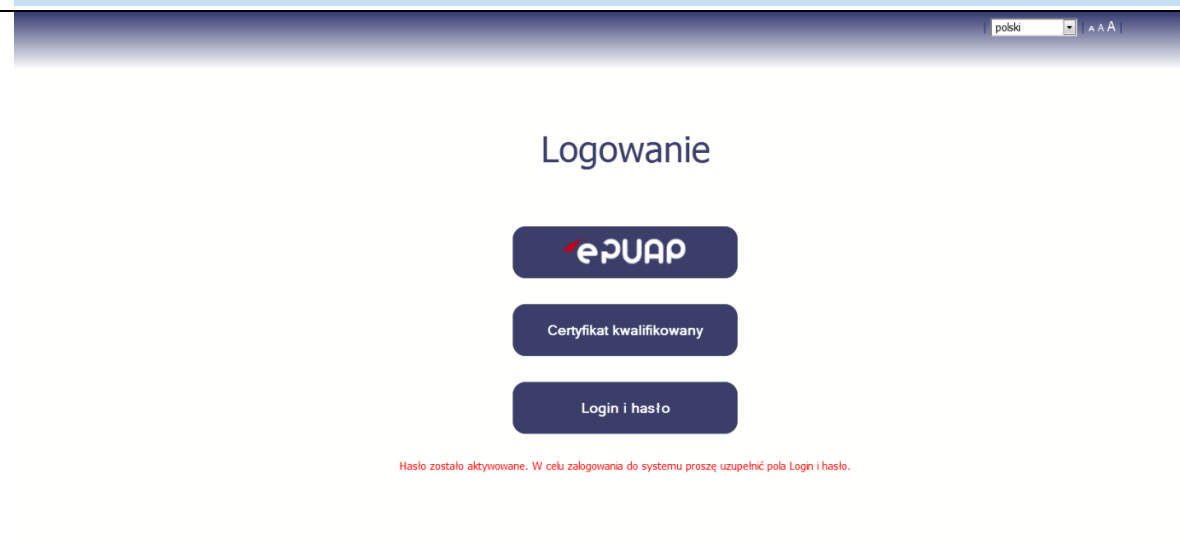 polski
A A A
Logowanie
ePUAP
Certyfikat kwalifikowany
Login i hasło
Hasło zostało aktywowane. W celu zalogowania do systemu proszę uzupełnić pola Login i hasło.